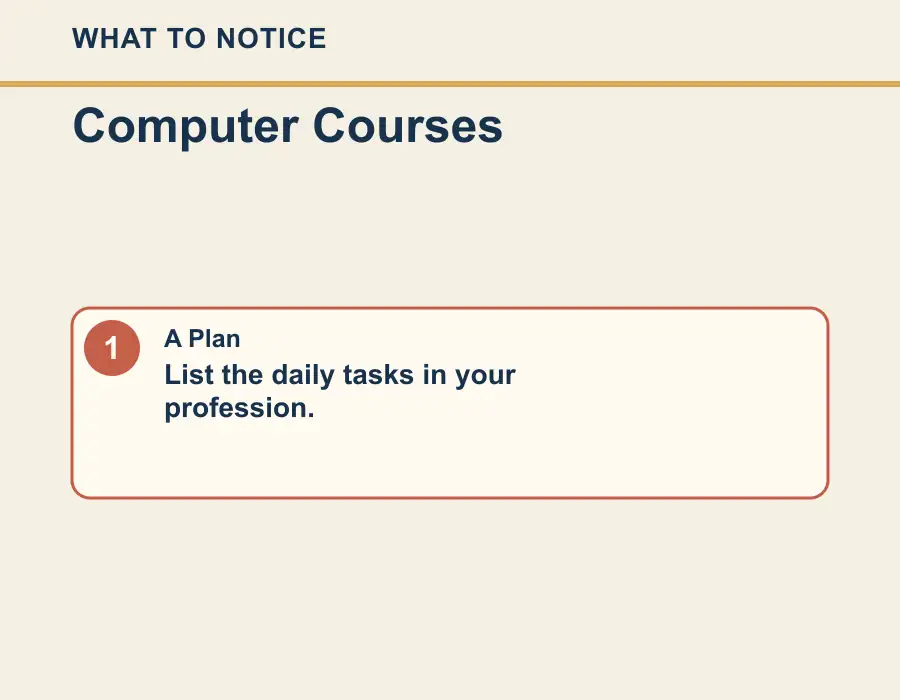 WHAT TO NOTICE
Computer Courses
1
A Plan
List the daily tasks in your
profession.